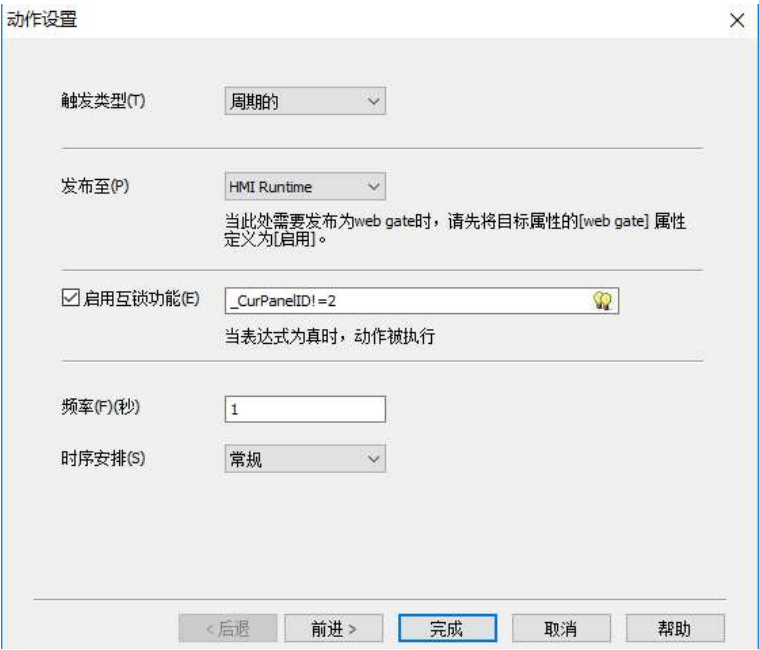 动作设置
触发类型(T) 周期的
发布至(P) HMI Runtime
当此处需要发布为web gate时，请先将目标属性的[web gate] 属性
定义为[启用]。
启用互锁功能(E) _CurPanelID!=2
当表达式为真时，动作被执行
频率(F)(秒) 1
时序安排(S) 常规
< 后退 前进 > 完成 取消 帮助